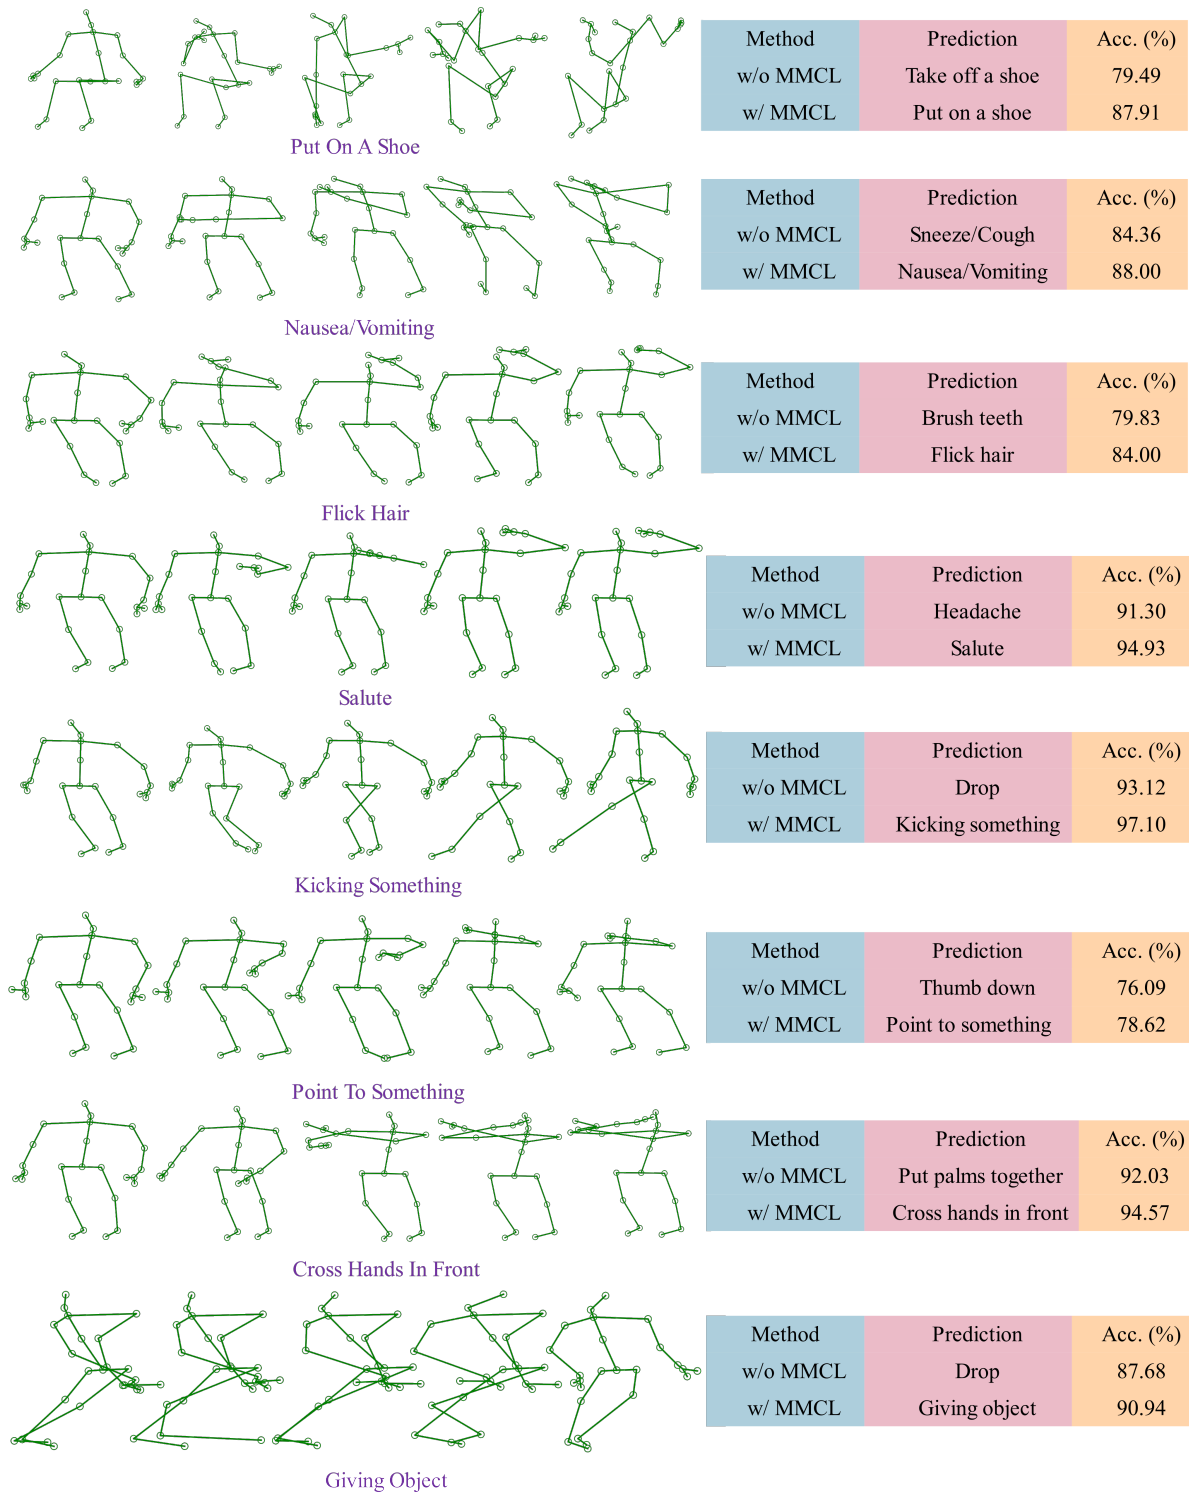 Method Prediction Acc. (%)
w/o MMCL Take off a shoe 79.49
w/ MMCL Put on a shoe 87.91
Put On A Shoe
Method Prediction Acc. (%)
w/o MMCL Sneeze/Cough 84.36
w/ MMCL Nausea/Vomiting 88.00
Nausea/Vomiting
Method Prediction Acc. (%)
w/o MMCL Brush teeth 79.83
w/ MMCL Flick hair 84.00
Flick Hair
Method Prediction Acc. (%)
w/o MMCL Headache 91.30
w/ MMCL Salute 94.93
Salute
Method Prediction Acc. (%)
w/o MMCL Drop 93.12
w/ MMCL Kicking something 97.10
Kicking Something
Method Prediction Acc. (%)
w/o MMCL Thumb down 76.09
w/ MMCL Point to something 78.62
Point To Something
Method Prediction Acc. (%)
w/o MMCL Put palms together 92.03
w/ MMCL Cross hands in front 94.57
Cross Hands In Front
Method Prediction Acc. (%)
w/o MMCL Drop 87.68
w/ MMCL Giving object 90.94
Giving Object